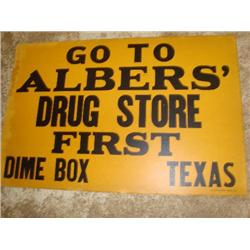 GO TO
ALBERS'
DRUG STORE
FIRST
DIME BOX TEXAS